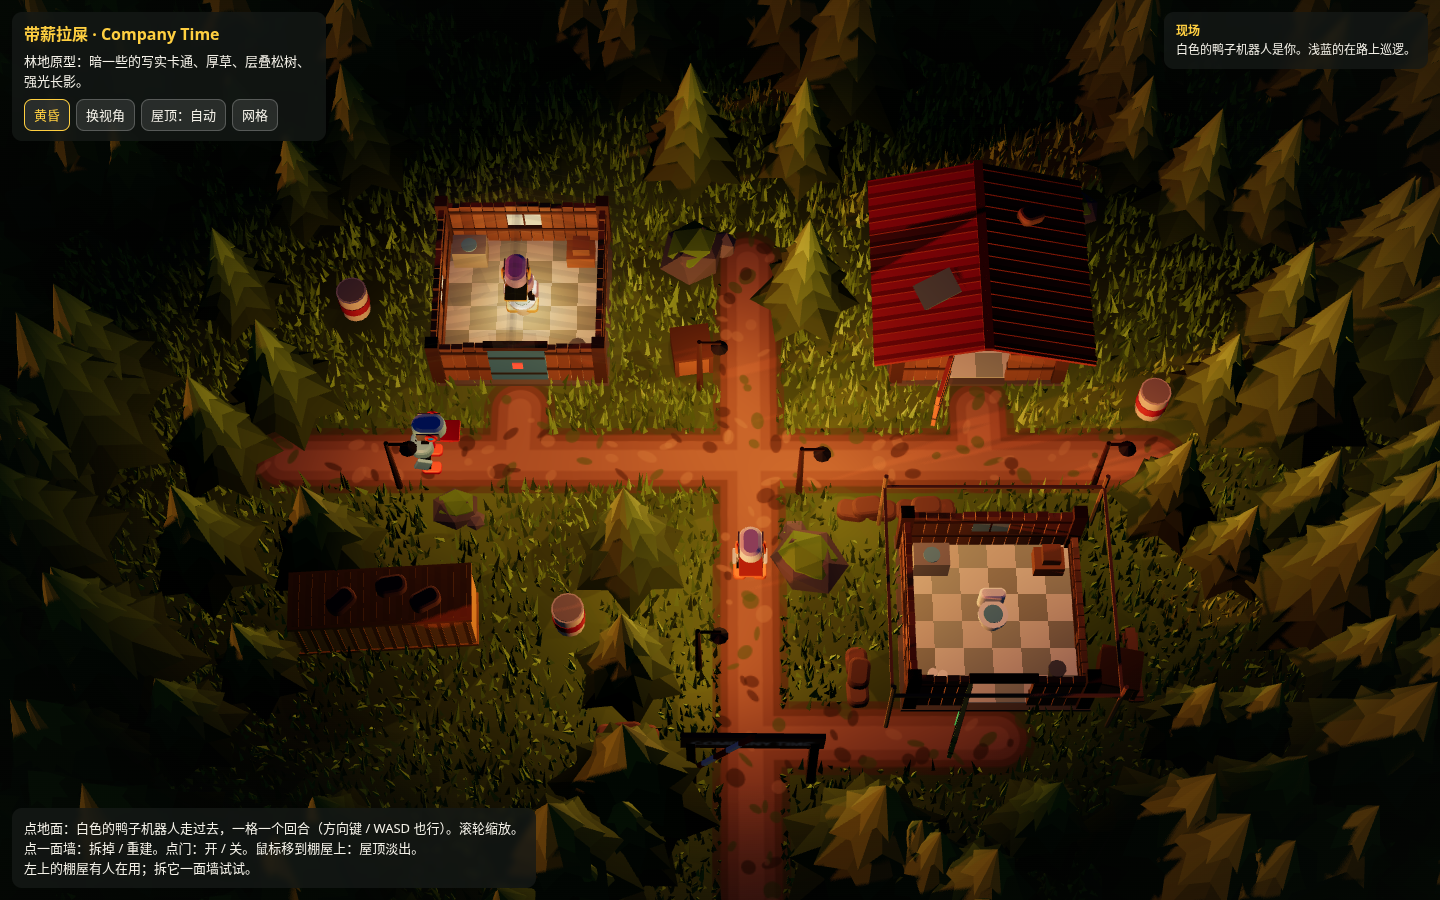 带薪拉屎 · Company Time
林地原型：暗一些的写实卡通、厚草、层叠松树、
强光长影。
黄昏 换视角 屋顶：自动 网格
现场
白色的鸭子机器人是你。浅蓝的在路上巡逻。
点地面：白色的鸭子机器人走过去，一格一个回合（方向键 / WASD 也行）。滚轮缩放。
点一面墙：拆掉 / 重建。点门：开 / 关。鼠标移到棚屋上：屋顶淡出。
左上的棚屋有人在用；拆它一面墙试试。